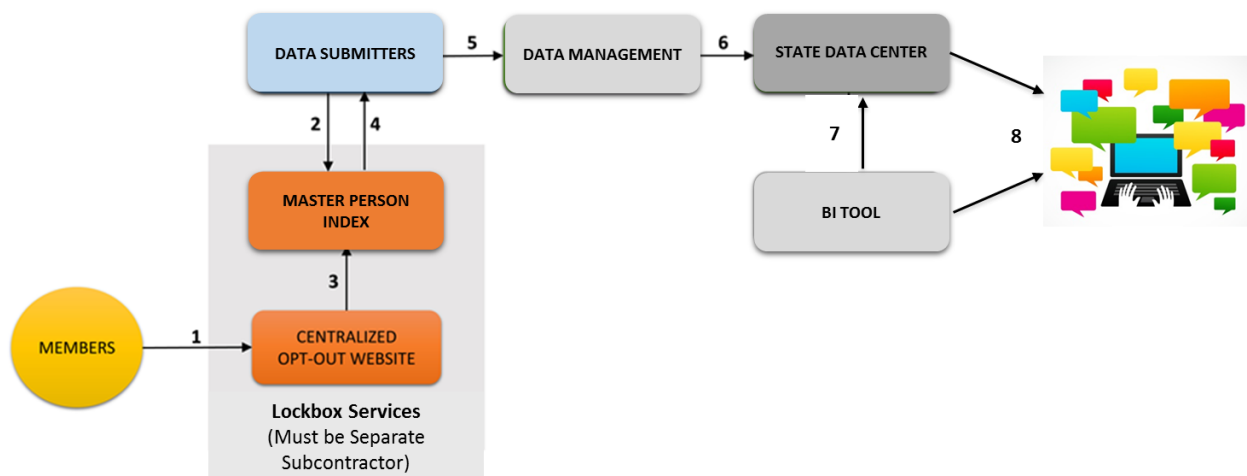 DATA SUBMITTERS
5
DATA MANAGEMENT
6
STATE DATA CENTER
2
4
7
8
MASTER PERSON
INDEX
BI TOOL
3
MEMBERS
1
CENTRALIZED
OPT-OUT WEBSITE
Lockbox Services
(Must be Separate
Subcontractor)